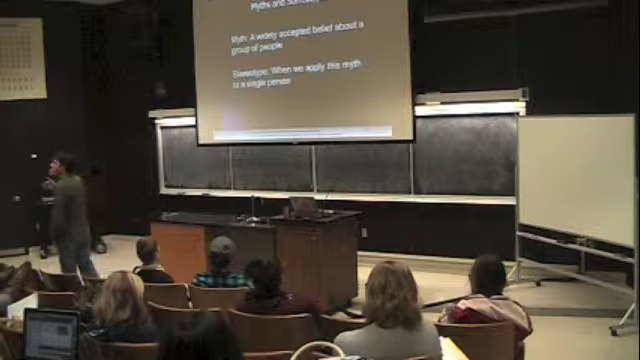 Myths and
Myth: A widely accepted belief about a
group of people
Stereotype: When we apply this myth
to a single person